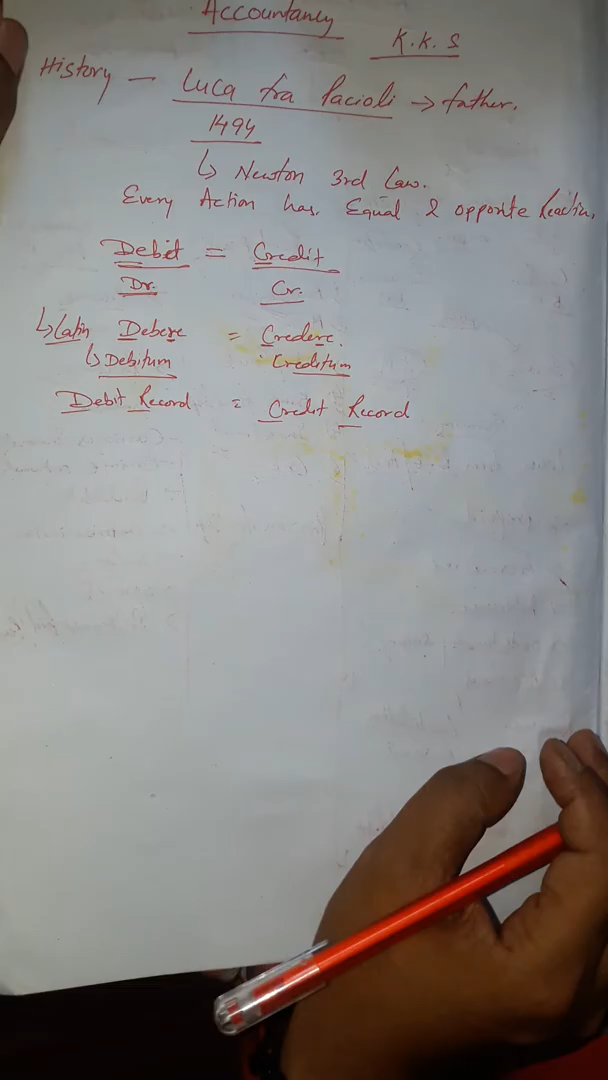 Accountancy
K.K.S
History — Luca fra Pacioli → father.
1494
↳ Newton 3rd Law.
Every Action has, Equal & opposite Reaction,
Debit = Credit
Dr. Cr.
↳ Latin Debere = Credere.
↳ Debitum Creditum
Debit Record = Credit Record